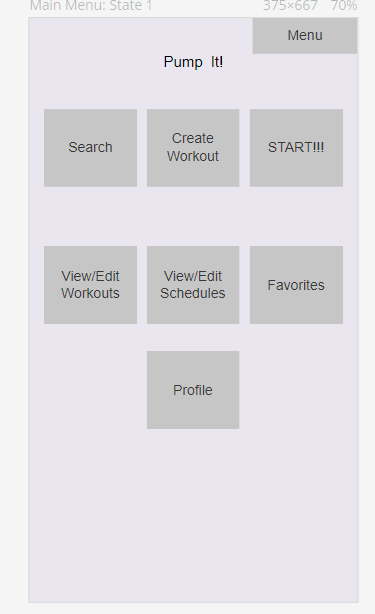 Main Menu: State 1 375×667 70%
Menu
Pump It!
Search
Create
Workout
START!!!
View/Edit
Workouts
View/Edit
Schedules
Favorites
Profile